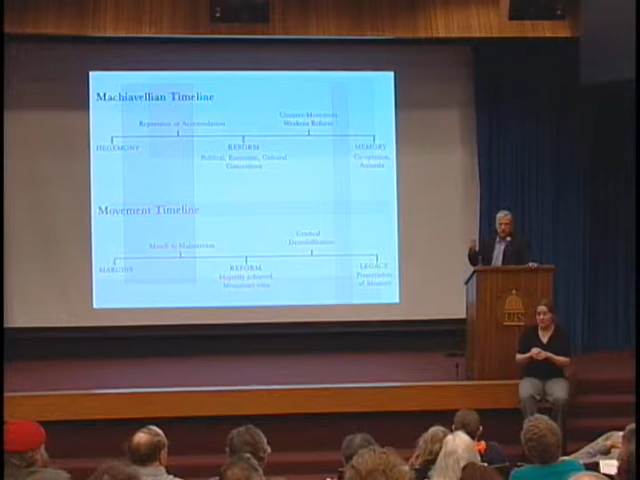 Machiavellian Timeline
Repression or Accommodation
Counter-Movement
Weakens Reform
HEGEMONY
REFORM
Political, Economic, Cultural
Concessions
MEMORY
Co-optation,
Amnesia
Movement Timeline
March to Mainstream
Gradual
Demobilization
MARGINS
REFORM
Majority achieved
Movement wins
LEGACY
Preservation
of Memory